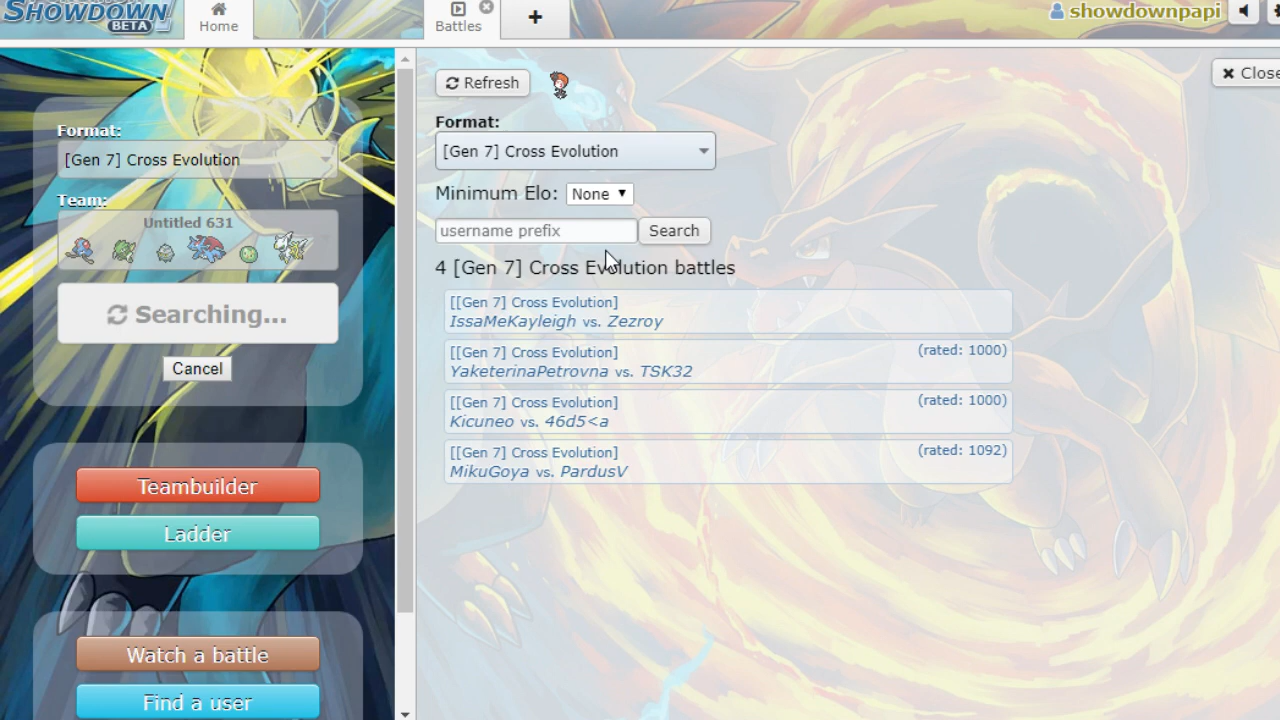 SHOWDOWN
BETA
Home
Battles
+
showdownpapi
Close
Format:
[Gen 7] Cross Evolution
Team:
Untitled 631
Searching...
Cancel
Teambuilder
Ladder
Watch a battle
Find a user
Refresh
Format:
[Gen 7] Cross Evolution
Minimum Elo: None
username prefix Search
4 [Gen 7] Cross Evolution battles
[[Gen 7] Cross Evolution]
IssaMeKayleigh vs. Zezroy
[[Gen 7] Cross Evolution] (rated: 1000)
YaketerinaPetrovna vs. TSK32
[[Gen 7] Cross Evolution] (rated: 1000)
Kicuneo vs. 46d5<a
[[Gen 7] Cross Evolution] (rated: 1092)
MikuGoya vs. PardusV